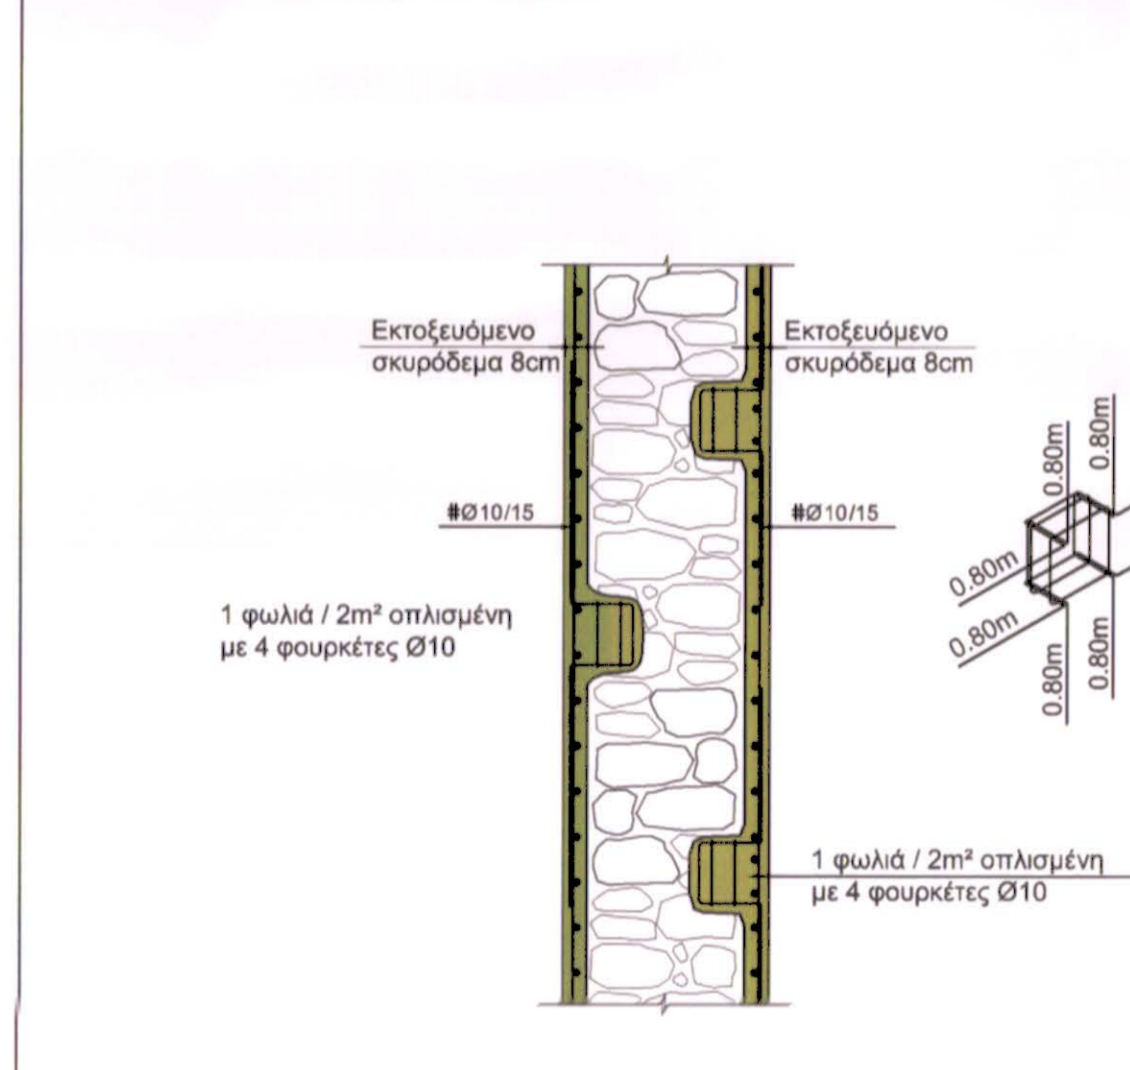 Εκτοξευόμενο
σκυρόδεμα 8cm
Εκτοξευόμενο
σκυρόδεμα 8cm
#Ø10/15
#Ø10/15
1 φωλιά / 2m² οπλισμένη
με 4 φουρκέτες Ø10
0.80m
0.80m
0.80m
0.80m
0.80m
0.80m
1 φωλιά / 2m² οπλισμένη
με 4 φουρκέτες Ø10